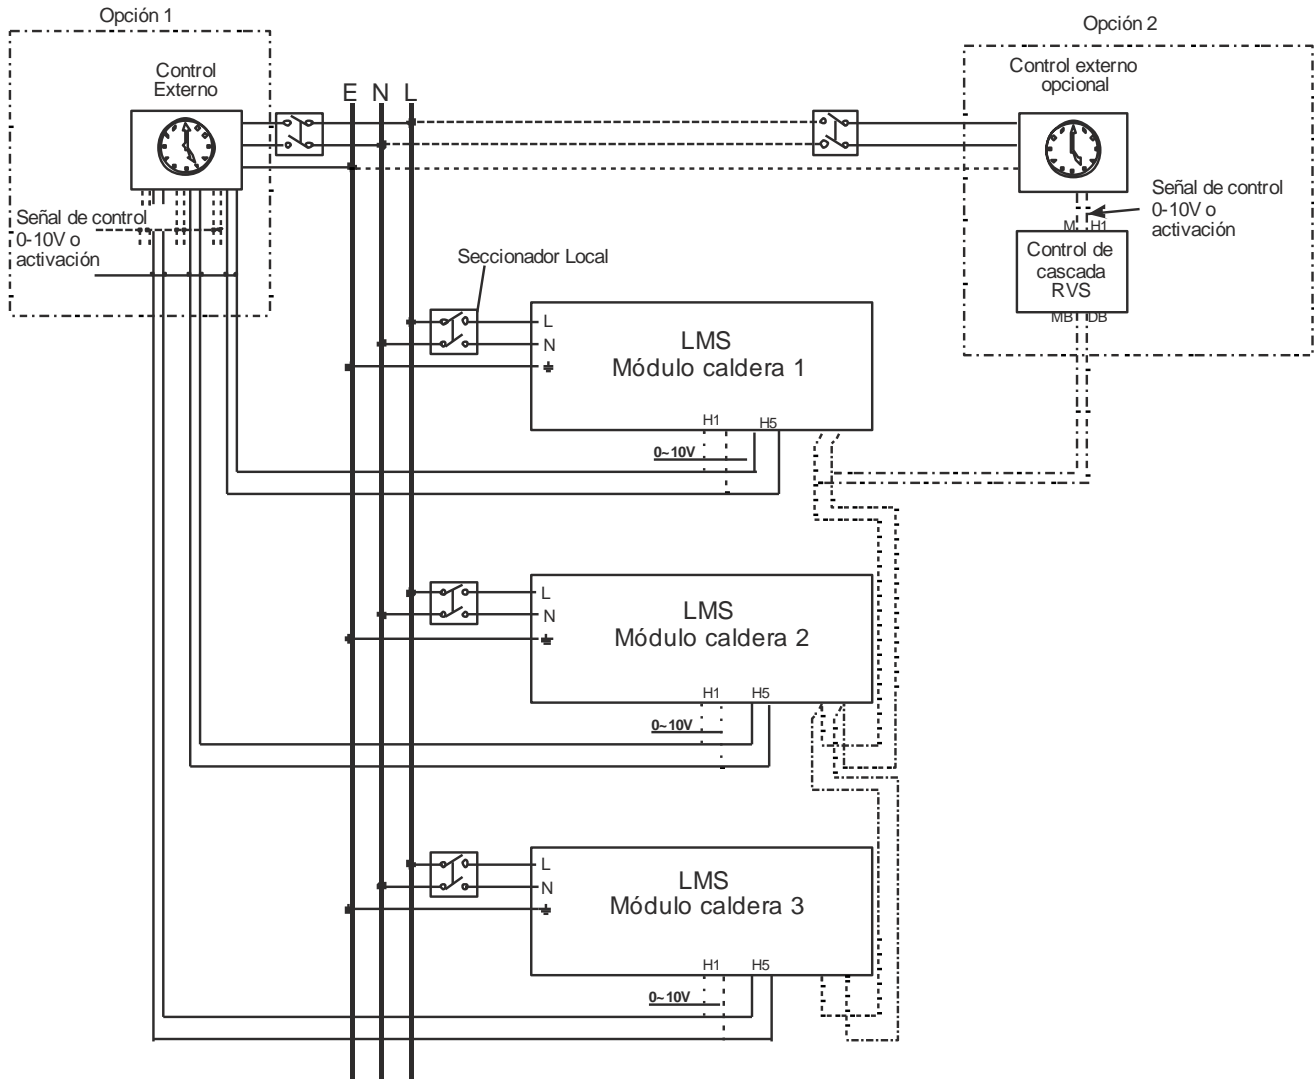 Opción 1
Control
Externo
Señal de control
0-10V o
activación
E N L
Opción 2
Control externo
opcional
Señal de control
0-10V o
activación
M H1
Control de
cascada
RVS
MB DB
Seccionador Local
L
N
LMS
Módulo caldera 1
H1 H5
0~10V
L
N
LMS
Módulo caldera 2
H1 H5
0~10V
L
N
LMS
Módulo caldera 3
H1 H5
0~10V